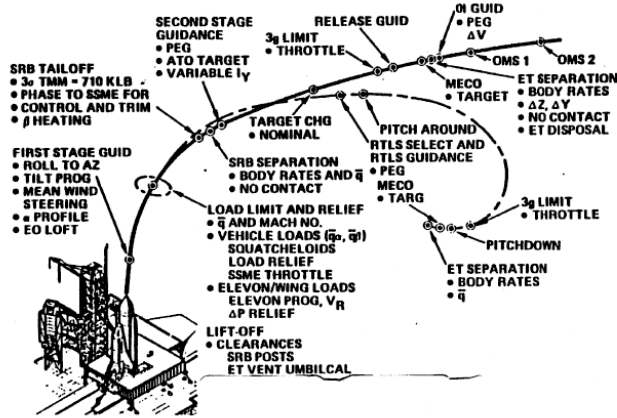 SECOND STAGE
GUIDANCE
• PEG
• ATO TARGET
• VARIABLE IY
3g LIMIT
• THROTTLE
RELEASE GUID
OI GUID
• PEG
ΔV
OMS 1
OMS 2
SRB TAILOFF
• 3σ TMM = 710 KLB
• PHASE TO SSME FOR
• CONTROL AND TRIM
• β HEATING
MECO
• TARGET
ET SEPARATION
• BODY RATES
• ΔZ, ΔY
• NO CONTACT
• ET DISPOSAL
TARGET CHG
• NOMINAL
PITCH AROUND
RTLS SELECT AND
RTLS GUIDANCE
• PEG
SRB SEPARATION
• BODY RATES AND q̅
• NO CONTACT
FIRST STAGE GUID
• ROLL TO AZ
• TILT PROG
• MEAN WIND
STEERING
• α PROFILE
• EO LOFT
MECO
• TARG
3g LIMIT
• THROTTLE
PITCHDOWN
ET SEPARATION
• BODY RATES
• q̅
LOAD LIMIT AND RELIEF
• q̅ AND MACH NO.
• VEHICLE LOADS (q̅α, q̅β)
SQUATCHELOIDS
LOAD RELIEF
SSME THROTTLE
• ELEVON/WING LOADS
ELEVON PROG, VR
ΔP RELIEF
LIFT-OFF
• CLEARANCES
SRB POSTS
ET VENT UMBILCAL